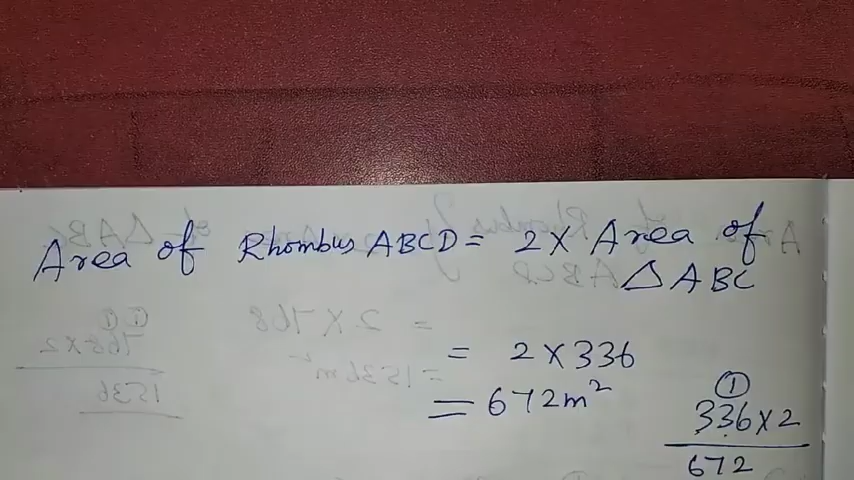 Area of Rhombus ABCD = 2 × Area of
△ABC
= 2 × 336
= 672m²
①
336 × 2
672